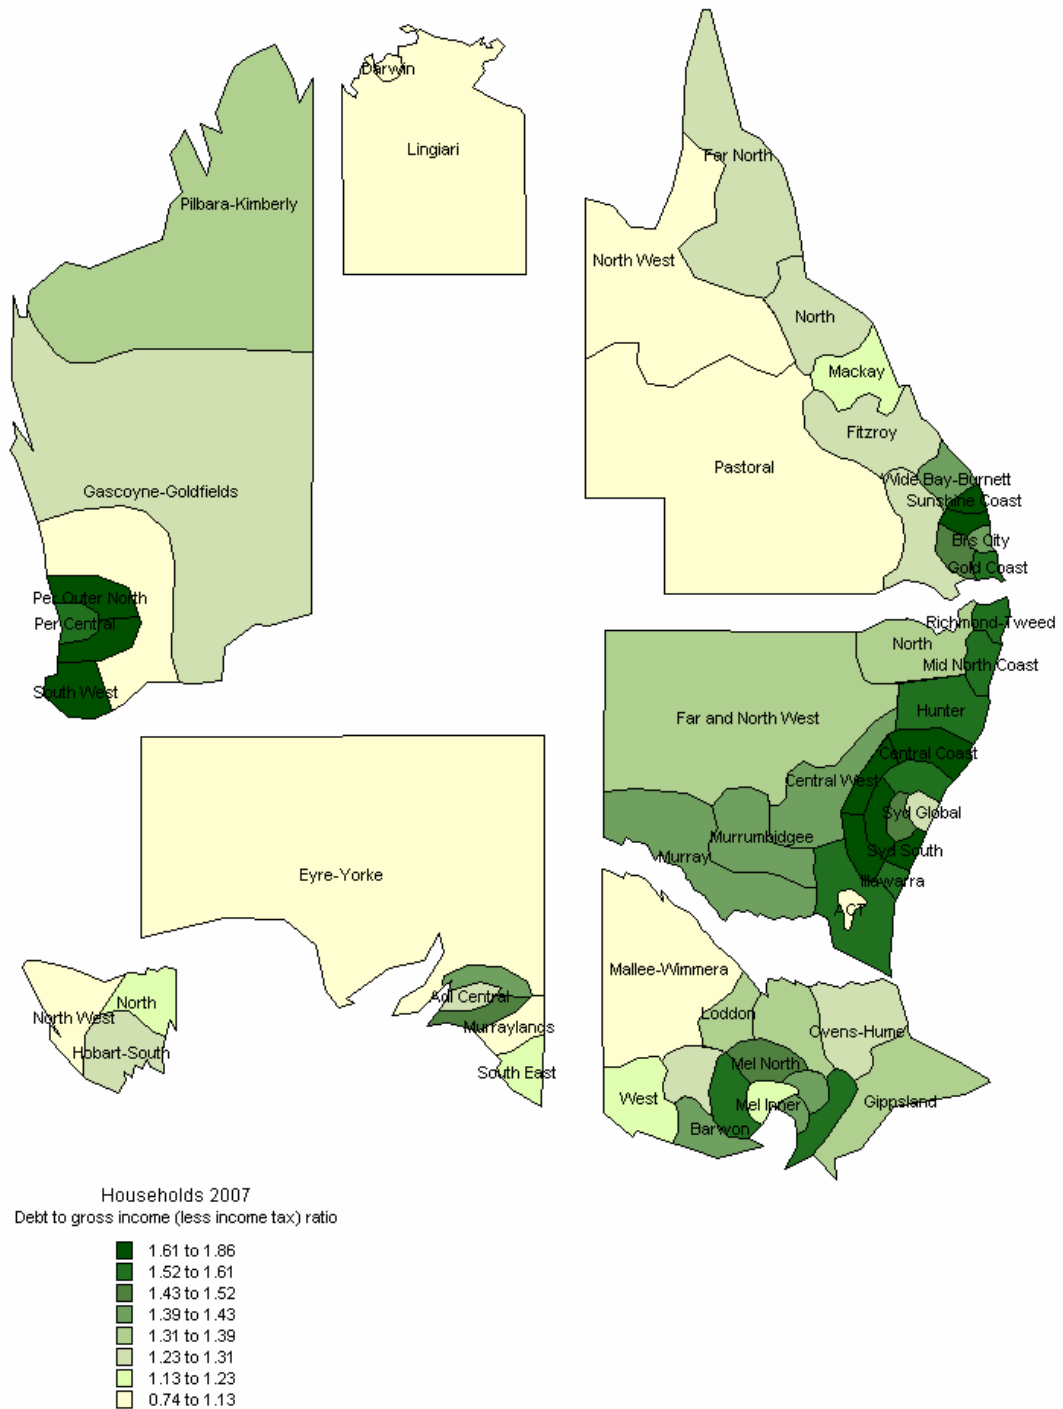 Darwin
Lingiari
Far North
Pilbara-Kimberly
North West
North
Mackay
Fitzroy
Pastoral
Wide Bay-Burnett
Gascoyne-Goldfields
Sunshine Coast
Bris City
Gold Coast
Per Outer North
Per Central
Richmond-Tweed
North
Mid North Coast
South West
Hunter
Far and North West
Central Coast
Central West
Syd Global
Murrumbidgee
Syd South
Murray
Eyre-Yorke
Illawarra
ACT
Mallee-Wimmera
Adl Central
North
North West
Loddon
Murraylands
Ovens-Hume
Hobart-South
Mel North
South East
West
Mel Inner
Gippsland
Barwon
Households 2007
Debt to gross income (less income tax) ratio
1.61 to 1.86
1.52 to 1.61
1.43 to 1.52
1.39 to 1.43
1.31 to 1.39
1.23 to 1.31
1.13 to 1.23
0.74 to 1.13